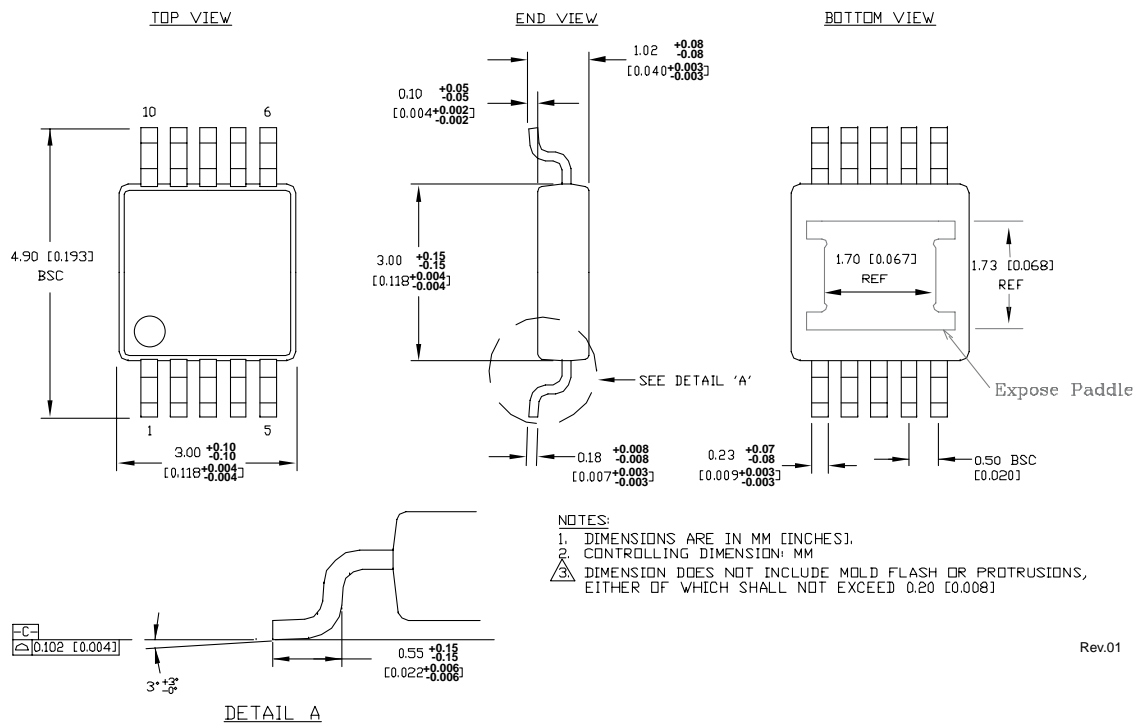 TOP VIEW
END VIEW
BOTTOM VIEW
1.02 +0.08 -0.08
[0.040+0.003 -0.003]
0.10 +0.05 -0.05
[0.004+0.002 -0.002]
10
6
4.90 [0.193]
BSC
3.00 +0.15 -0.15
[0.118+0.004 -0.004]
1.70 [0.067]
REF
1.73 [0.068]
REF
SEE DETAIL 'A'
Expose Paddle
1
5
3.00 +0.10 -0.10
[0.118+0.004 -0.004]
0.18 +0.008 -0.008
[0.007+0.003 -0.003]
0.23 +0.07 -0.08
[0.009+0.003 -0.003]
0.50 BSC
[0.020]
NOTES:
1. DIMENSIONS ARE IN MM [INCHES].
2. CONTROLLING DIMENSION: MM
3. DIMENSION DOES NOT INCLUDE MOLD FLASH OR PROTRUSIONS,
EITHER OF WHICH SHALL NOT EXCEED 0.20 [0.008]
-C-
⌓ 0.102 [0.004]
3° +3° -0°
0.55 +0.15 -0.15
[0.022+0.006 -0.006]
Rev.01
DETAIL A